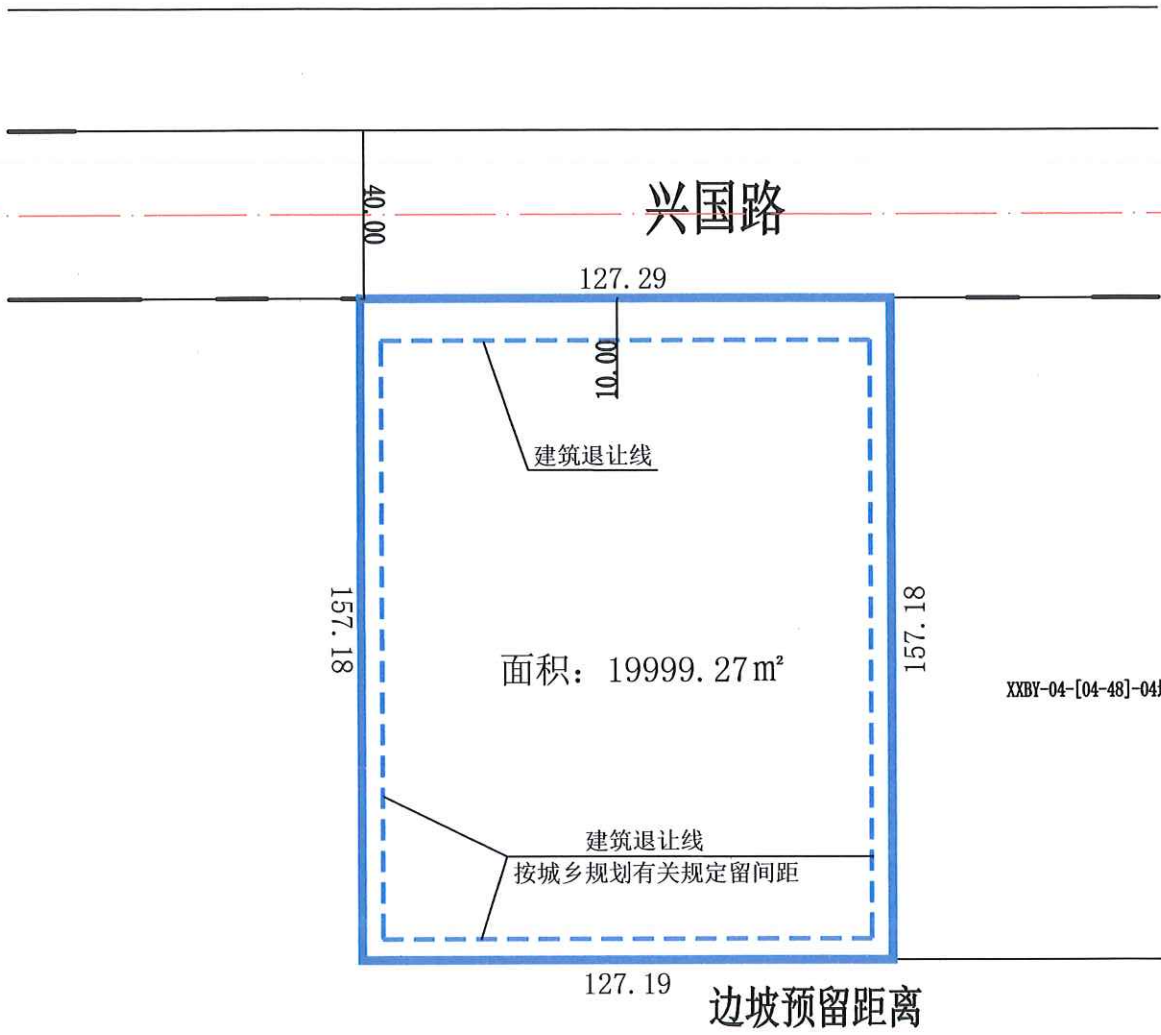 兴国路
40.00
127.29
10.00
建筑退让线
157.18
157.18
面积：19999.27㎡
XXBY-04-[04-48]-04
建筑退让线
按城乡规划有关规定留间距
127.19
边坡预留距离